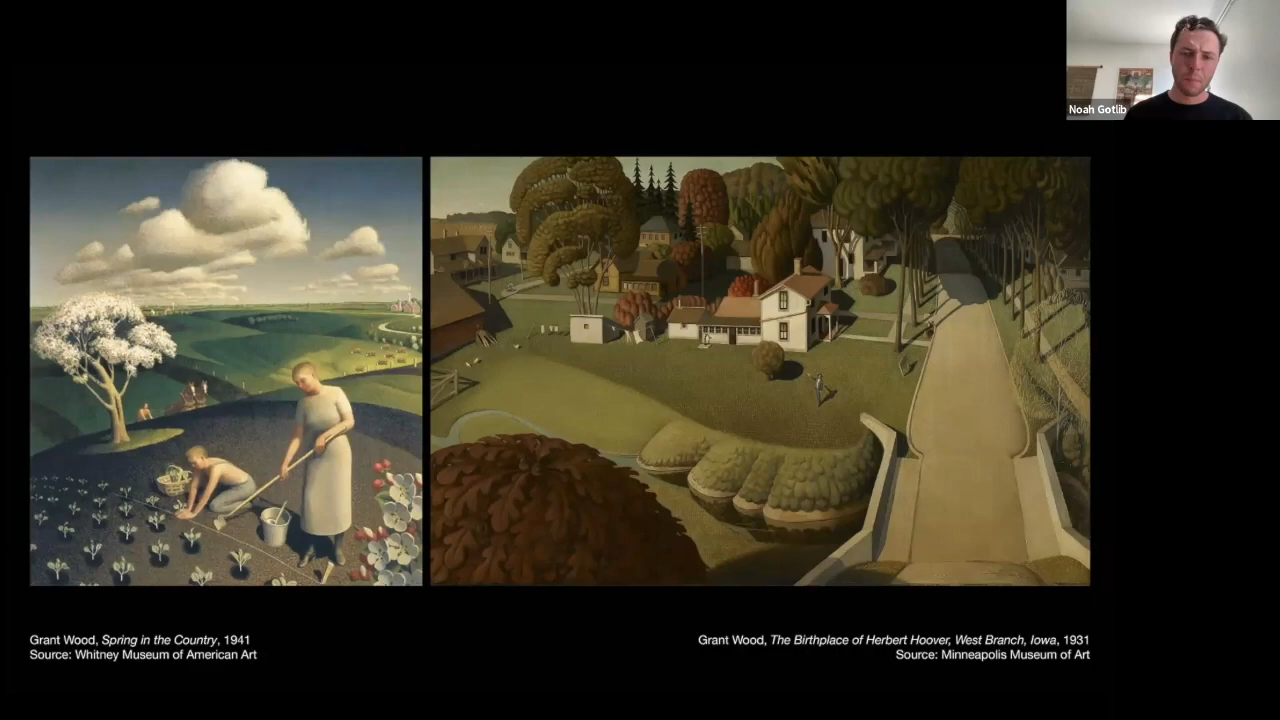 Noah Gotlib
Grant Wood, Spring in the Country, 1941
Source: Whitney Museum of American Art
Grant Wood, The Birthplace of Herbert Hoover, West Branch, Iowa, 1931
Source: Minneapolis Museum of Art